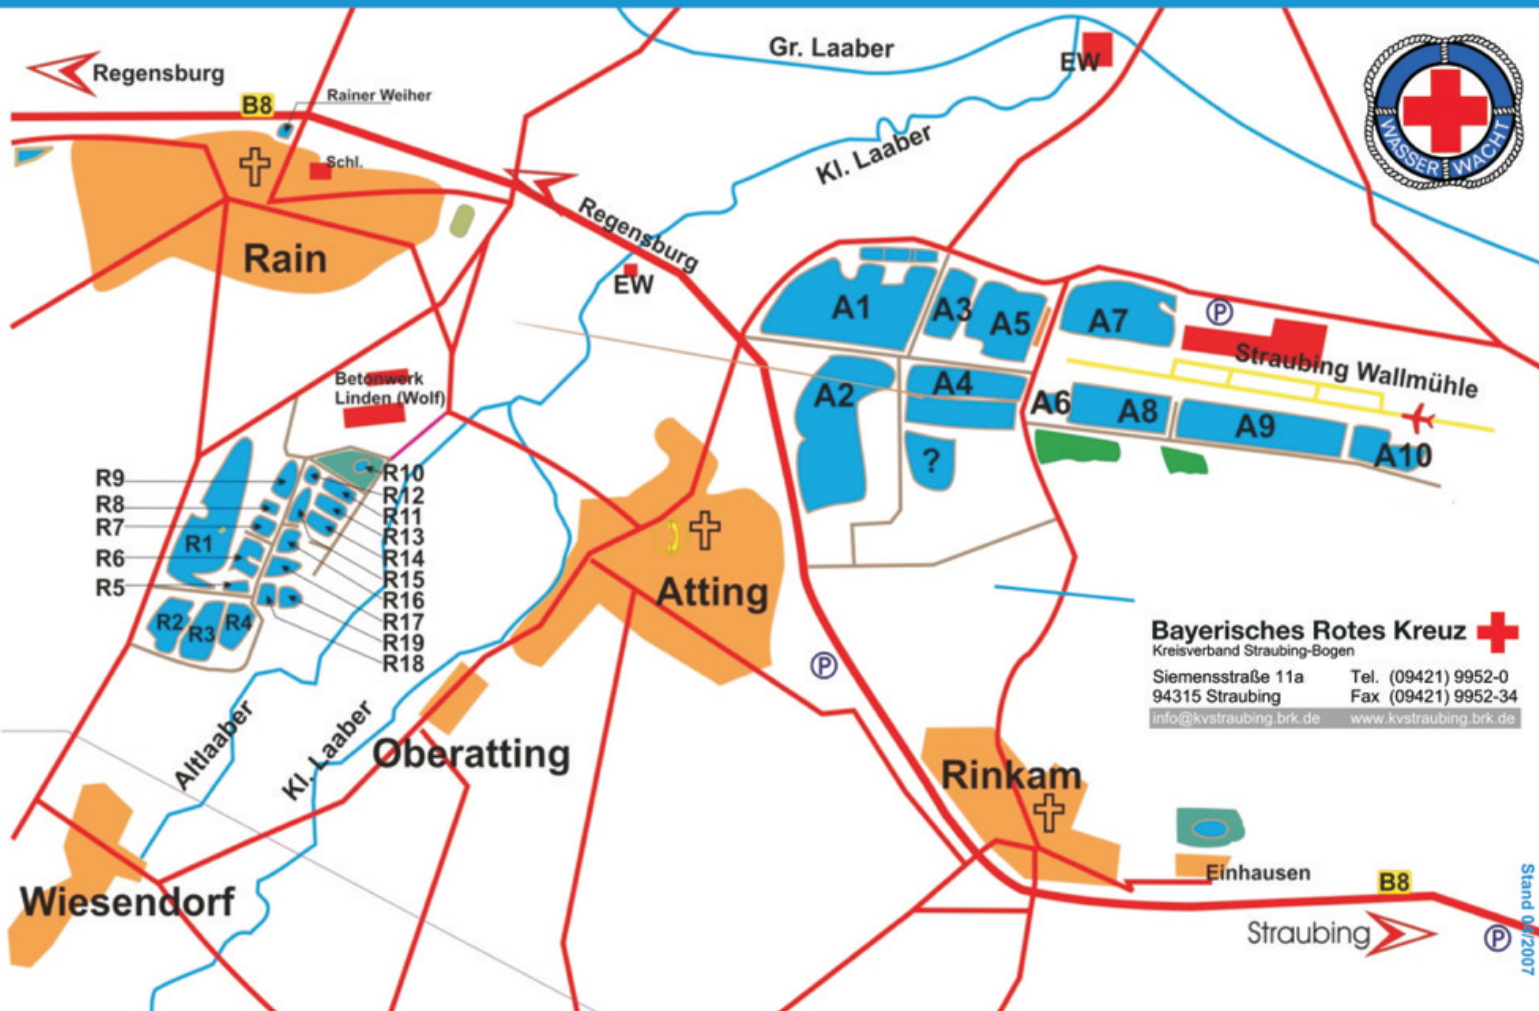 Gr. Laaber
EW
Regensburg
B8
Rainer Weiher
Kl. Laaber
WASSER WACHT
Schl.
Rain
Regensburg
EW
A1
A3
A5
A7
P
Straubing Wallmühle
Betonwerk
Linden (Wolf)
A2
A4
A6
A8
A9
A10
?
R9
R8
R7
R6
R5
R1
R2
R3
R4
R10
R12
R11
R13
R14
R15
R16
R17
R19
R18
Atting
P
Bayerisches Rotes Kreuz
Kreisverband Straubing-Bogen
Siemensstraße 11a Tel. (09421) 9952-0
94315 Straubing Fax (09421) 9952-34
info@kvstraubing.brk.de www.kvstraubing.brk.de
Altlaaber
Kl. Laaber
Oberatting
Rinkam
Wiesendorf
Einhausen
B8
Straubing
P
Stand /2007